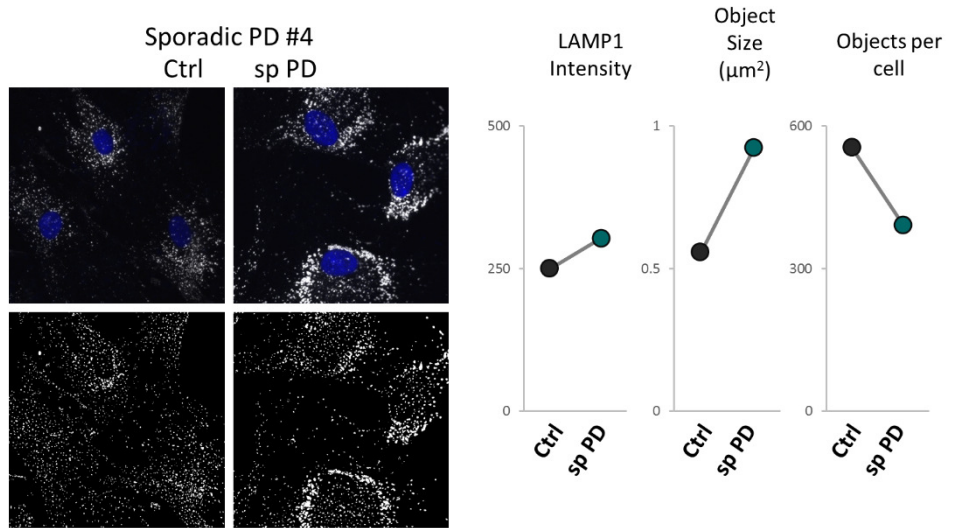 Sporadic PD #4
Ctrl sp PD
LAMP1
Intensity
500
250
0
Ctrl
sp PD
Object
Size
(µm²)
1
0.5
0
Ctrl
sp PD
Objects per
cell
600
300
0
Ctrl
sp PD